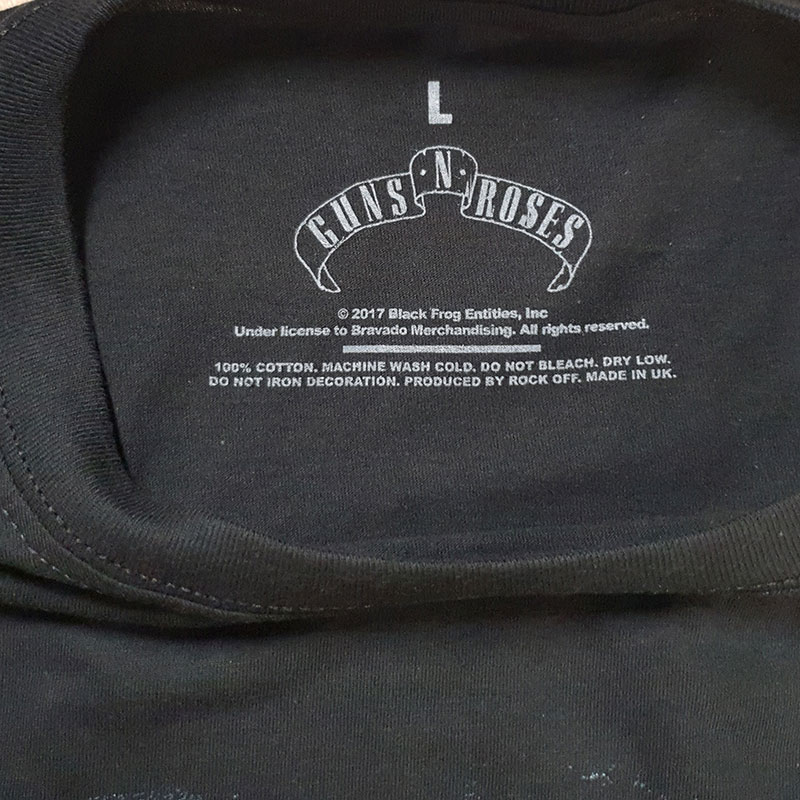 L
GUNS ·N· ROSES
© 2017 Black Frog Entities, Inc
Under license to Bravado Merchandising. All rights reserved.
100% COTTON. MACHINE WASH COLD. DO NOT BLEACH. DRY LOW.
DO NOT IRON DECORATION. PRODUCED BY ROCK OFF. MADE IN UK.